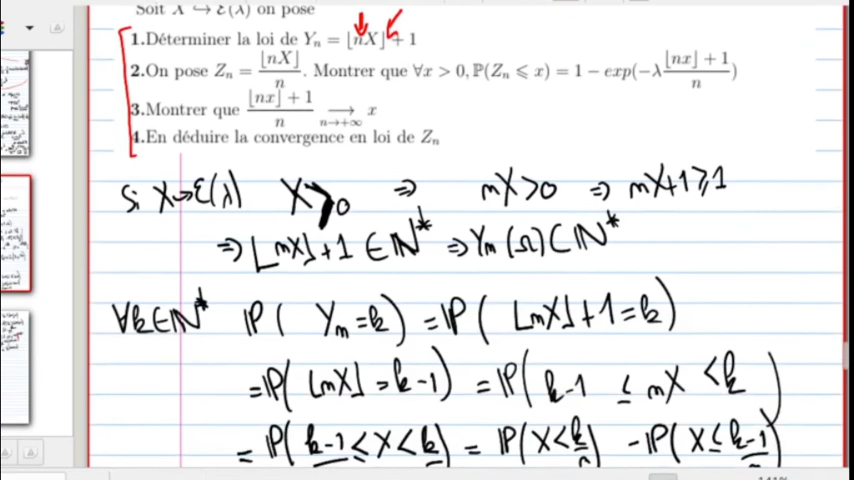 Soit X ↪ ℰ(λ) on pose
1.Déterminer la loi de Yₙ = ⌊nX⌋ + 1
2.On pose Zₙ = ⌊nX⌋/n. Montrer que ∀x > 0, ℙ(Zₙ ⩽ x) = 1 − exp(−λ (⌊nx⌋ + 1)/n)
3.Montrer que (⌊nx⌋ + 1)/n ⟶ x n→+∞
4.En déduire la convergence en loi de Zₙ
Si X ↪ ℰ(λ) X ⩾ 0 ⇒ nX > 0 ⇒ nX+1 ⩾ 1
⇒ ⌊nX⌋ + 1 ∈ ℕ* ⇒ Yₙ(Ω) ⊂ ℕ*
∀k ∈ ℕ* ℙ( Yₙ = k) = ℙ( ⌊nX⌋ + 1 = k)
= ℙ( ⌊nX⌋ = k-1) = ℙ( k-1 ≤ nX < k )
= ℙ( k-1 ≤ X < k ) = ℙ( X < k/n) - ℙ( X ≤ k-1 )